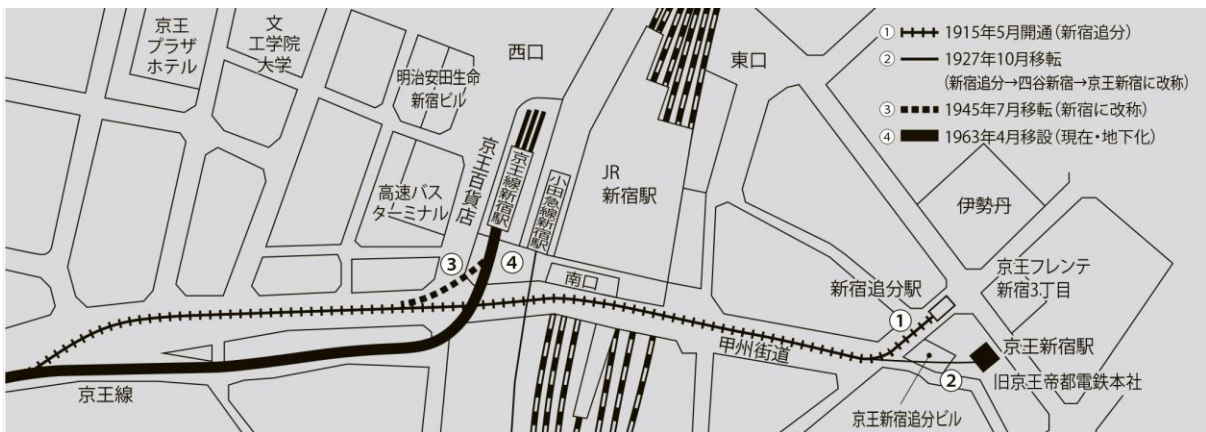 京王
プラザ
ホテル
文
工学院
大学
明治安田生命
新宿ビル
西口
東口
① 1915年5月開通(新宿追分)
② 1927年10月移転
(新宿追分→四谷新宿→京王新宿に改称)
③ 1945年7月移転(新宿に改称)
④ 1963年4月移設(現在・地下化)
京王百貨店
京王線新宿駅
小田急線新宿駅
JR
新宿駅
高速バス
ターミナル
伊勢丹
③
④
南口
新宿追分駅
京王フレンテ
新宿3丁目
①
甲州街道
京王新宿駅
②
旧京王帝都電鉄本社
京王線
京王新宿追分ビル